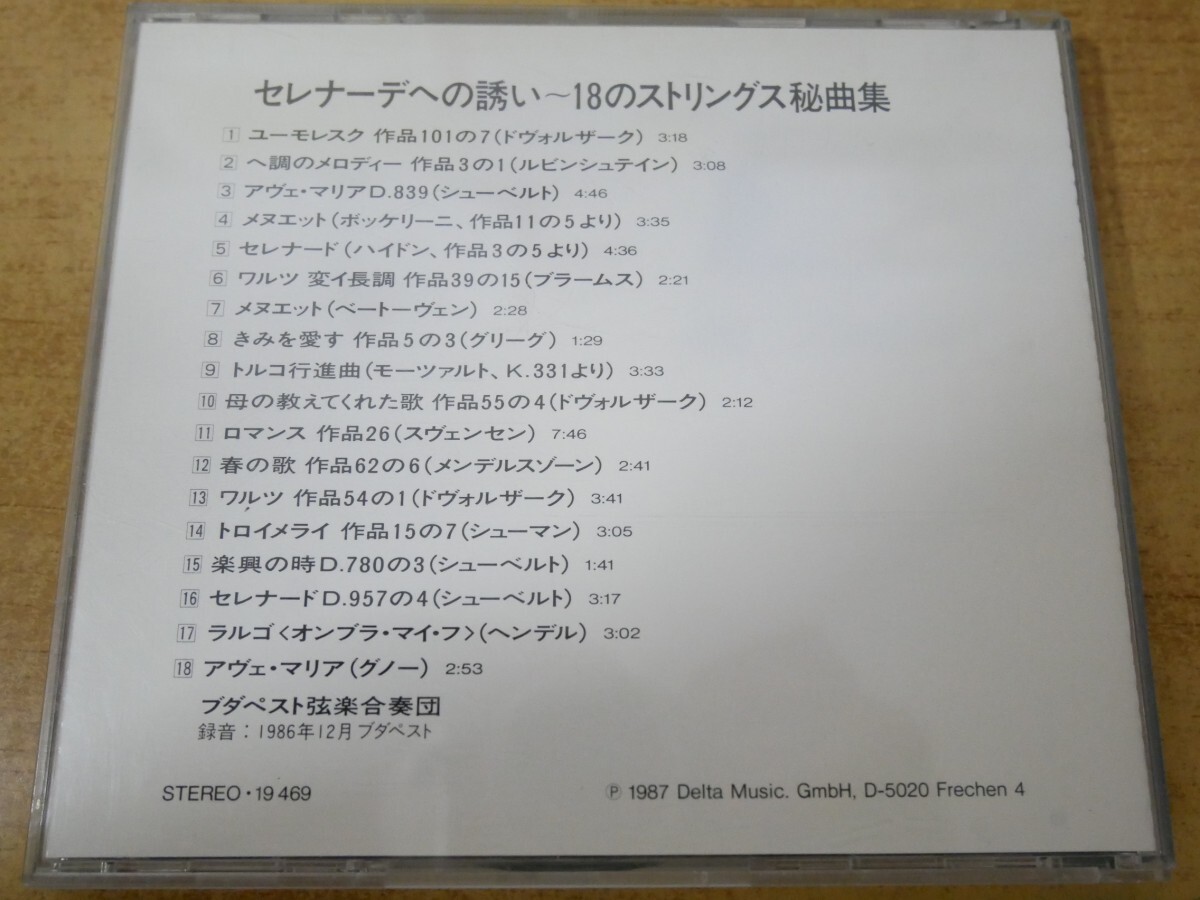 セレナーデへの誘い～18のストリングス秘曲集
1 ユーモレスク 作品101の7(ドヴォルザーク) 3:18
2 ヘ調のメロディー 作品3の1(ルビンシュテイン) 3:08
3 アヴェ・マリアD.839(シューベルト) 4:46
4 メヌエット(ボッケリーニ、作品11の5より) 3:35
5 セレナード(ハイドン、作品3の5より) 4:36
6 ワルツ 変イ長調 作品39の15(ブラームス) 2:21
7 メヌエット(ベートーヴェン) 2:28
8 きみを愛す 作品5の3(グリーグ) 1:29
9 トルコ行進曲(モーツァルト、K.331より) 3:33
10 母の教えてくれた歌 作品55の4(ドヴォルザーク) 2:12
11 ロマンス 作品26(スヴェンセン) 7:46
12 春の歌 作品62の6(メンデルスゾーン) 2:41
13 ワルツ 作品54の1(ドヴォルザーク) 3:41
14 トロイメライ 作品15の7(シューマン) 3:05
15 楽興の時D.780の3(シューベルト) 1:41
16 セレナードD.957の4(シューベルト) 3:17
17 ラルゴ<オンブラ・マイ・フ>(ヘンデル) 3:02
18 アヴェ・マリア(グノー) 2:53
ブダペスト弦楽合奏団
録音：1986年12月 ブダペスト
STEREO・19 469
Ⓟ 1987 Delta Music. GmbH, D-5020 Frechen 4